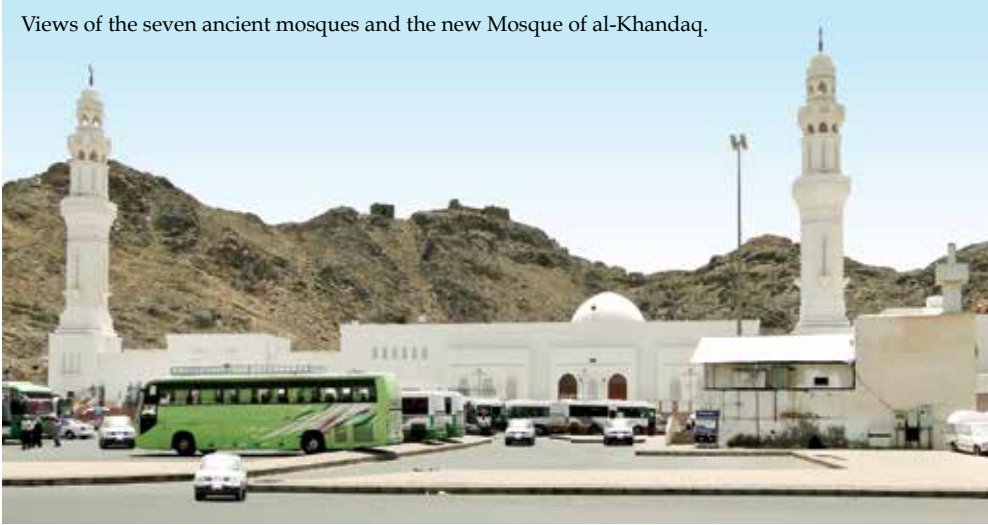 Views of the seven ancient mosques and the new Mosque of al-Khandaq.